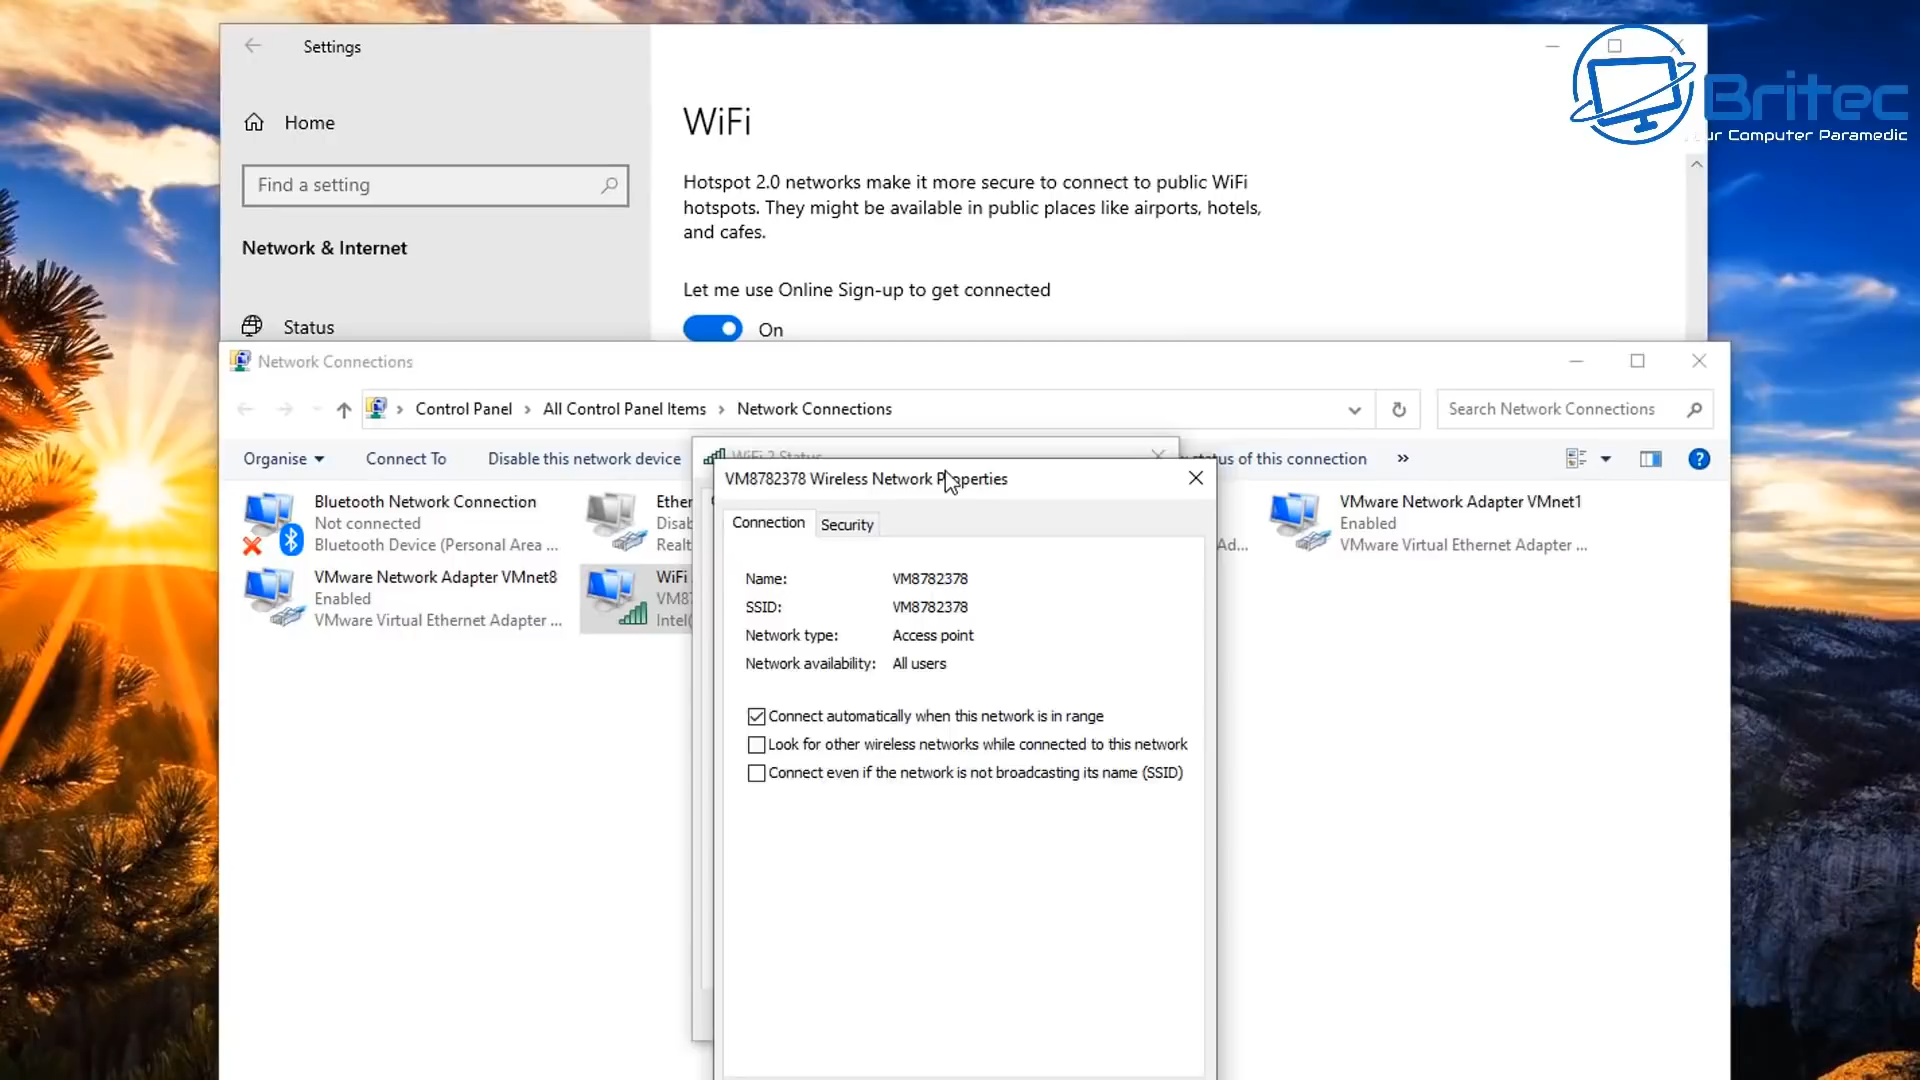 Settings
Home
Find a setting
Network & Internet
Status
WiFi
Hotspot 2.0 networks make it more secure to connect to public WiFi
hotspots. They might be available in public places like airports, hotels,
and cafes.
Let me use Online Sign-up to get connected
On
Britec
ur Computer Paramedic
Network Connections
Control Panel > All Control Panel Items > Network Connections
Search Network Connections
Organise
Connect To
Disable this network device
status of this connection
»
Bluetooth Network Connection
Not connected
Bluetooth Device (Personal Area ...
Ether
Disab
Realt
Ad...
VMware Network Adapter VMnet1
Enabled
VMware Virtual Ethernet Adapter ...
VMware Network Adapter VMnet8
Enabled
VMware Virtual Ethernet Adapter ...
WiFi
VM87
Intel(
WiFi 2 Status
VM8782378 Wireless Network Properties
Connection
Security
Name: VM8782378
SSID: VM8782378
Network type: Access point
Network availability: All users
Connect automatically when this network is in range
Look for other wireless networks while connected to this network
Connect even if the network is not broadcasting its name (SSID)